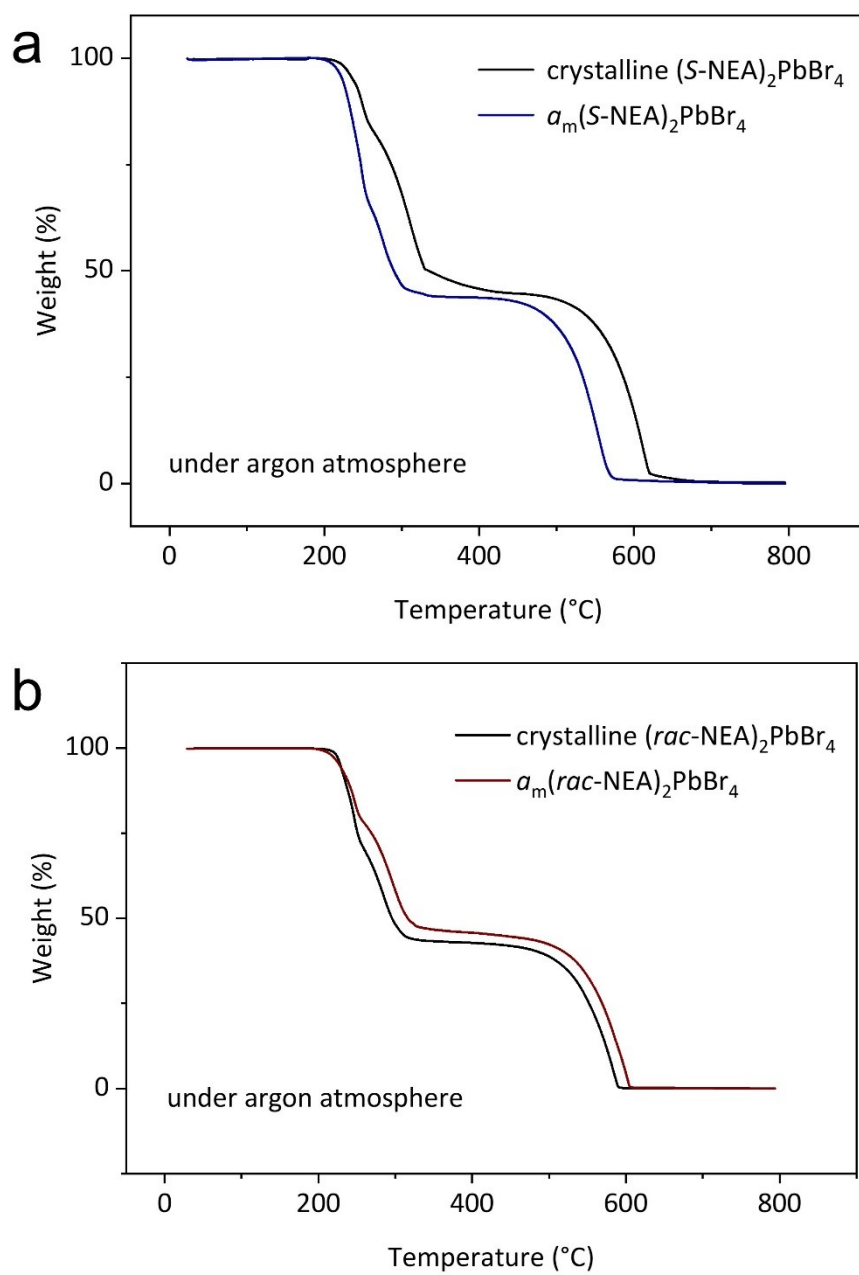 a
100
50
0
Weight (%)
crystalline (S-NEA)₂PbBr₄
aₘ(S-NEA)₂PbBr₄
under argon atmosphere
0 200 400 600 800
Temperature (°C)
b
100
50
0
Weight (%)
crystalline (rac-NEA)₂PbBr₄
aₘ(rac-NEA)₂PbBr₄
under argon atmosphere
0 200 400 600 800
Temperature (°C)